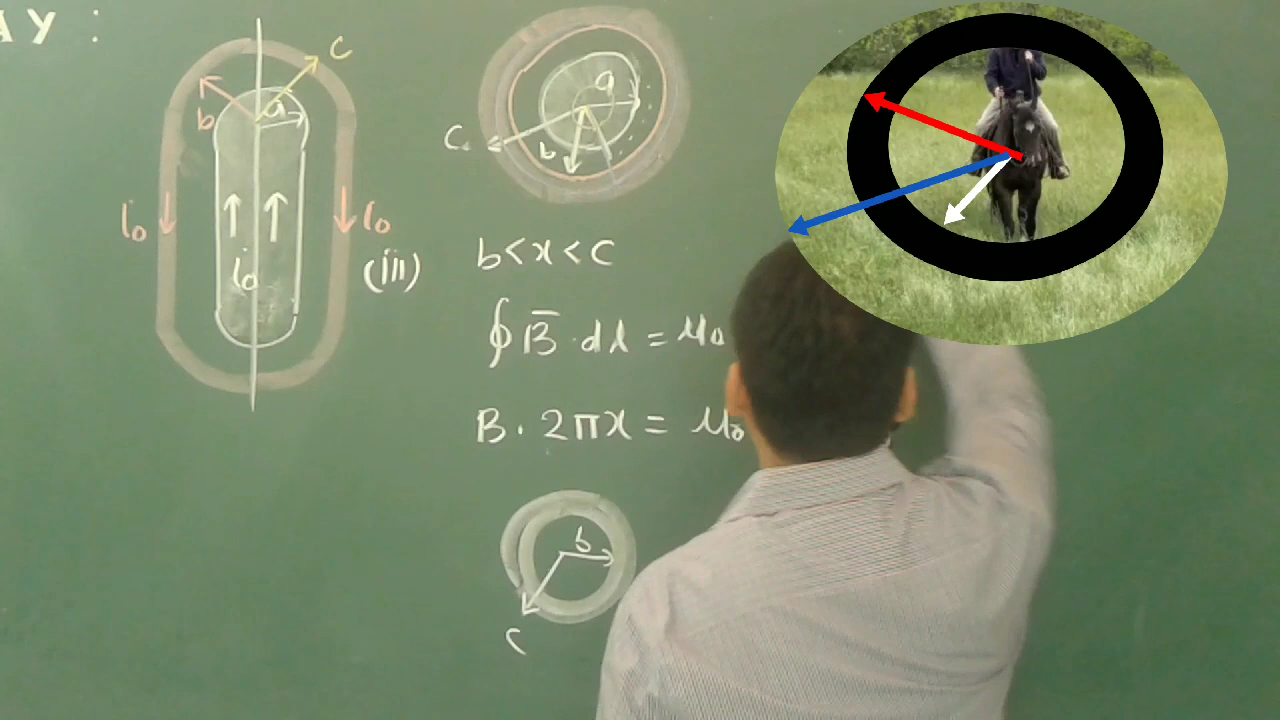 AY :
c
b
a
i₀
i₀
i₀
(iii)
a
c
b
b<x<c
∮B̅.dl = μ₀
B. 2πx = μ₀
b
c